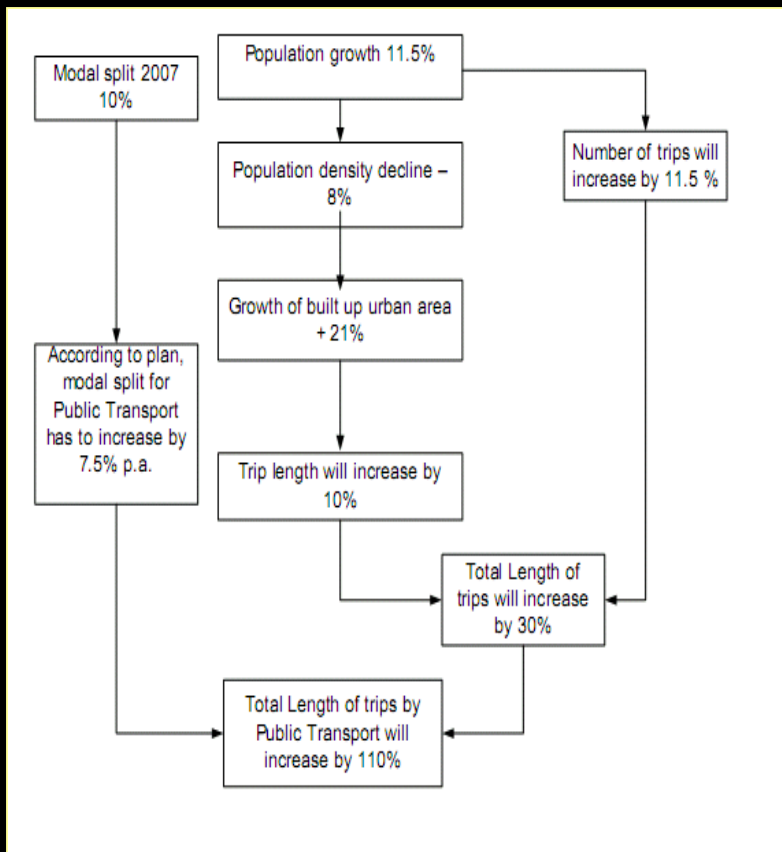 Modal split 2007
10%
Population growth 11.5%
Population density decline –
8%
Number of trips will
increase by 11.5 %
Growth of built up urban area
+ 21%
According to plan,
modal split for
Public Transport
has to increase by
7.5% p.a.
Trip length will increase by
10%
Total Length of
trips will increase
by 30%
Total Length of trips by
Public Transport will
increase by 110%